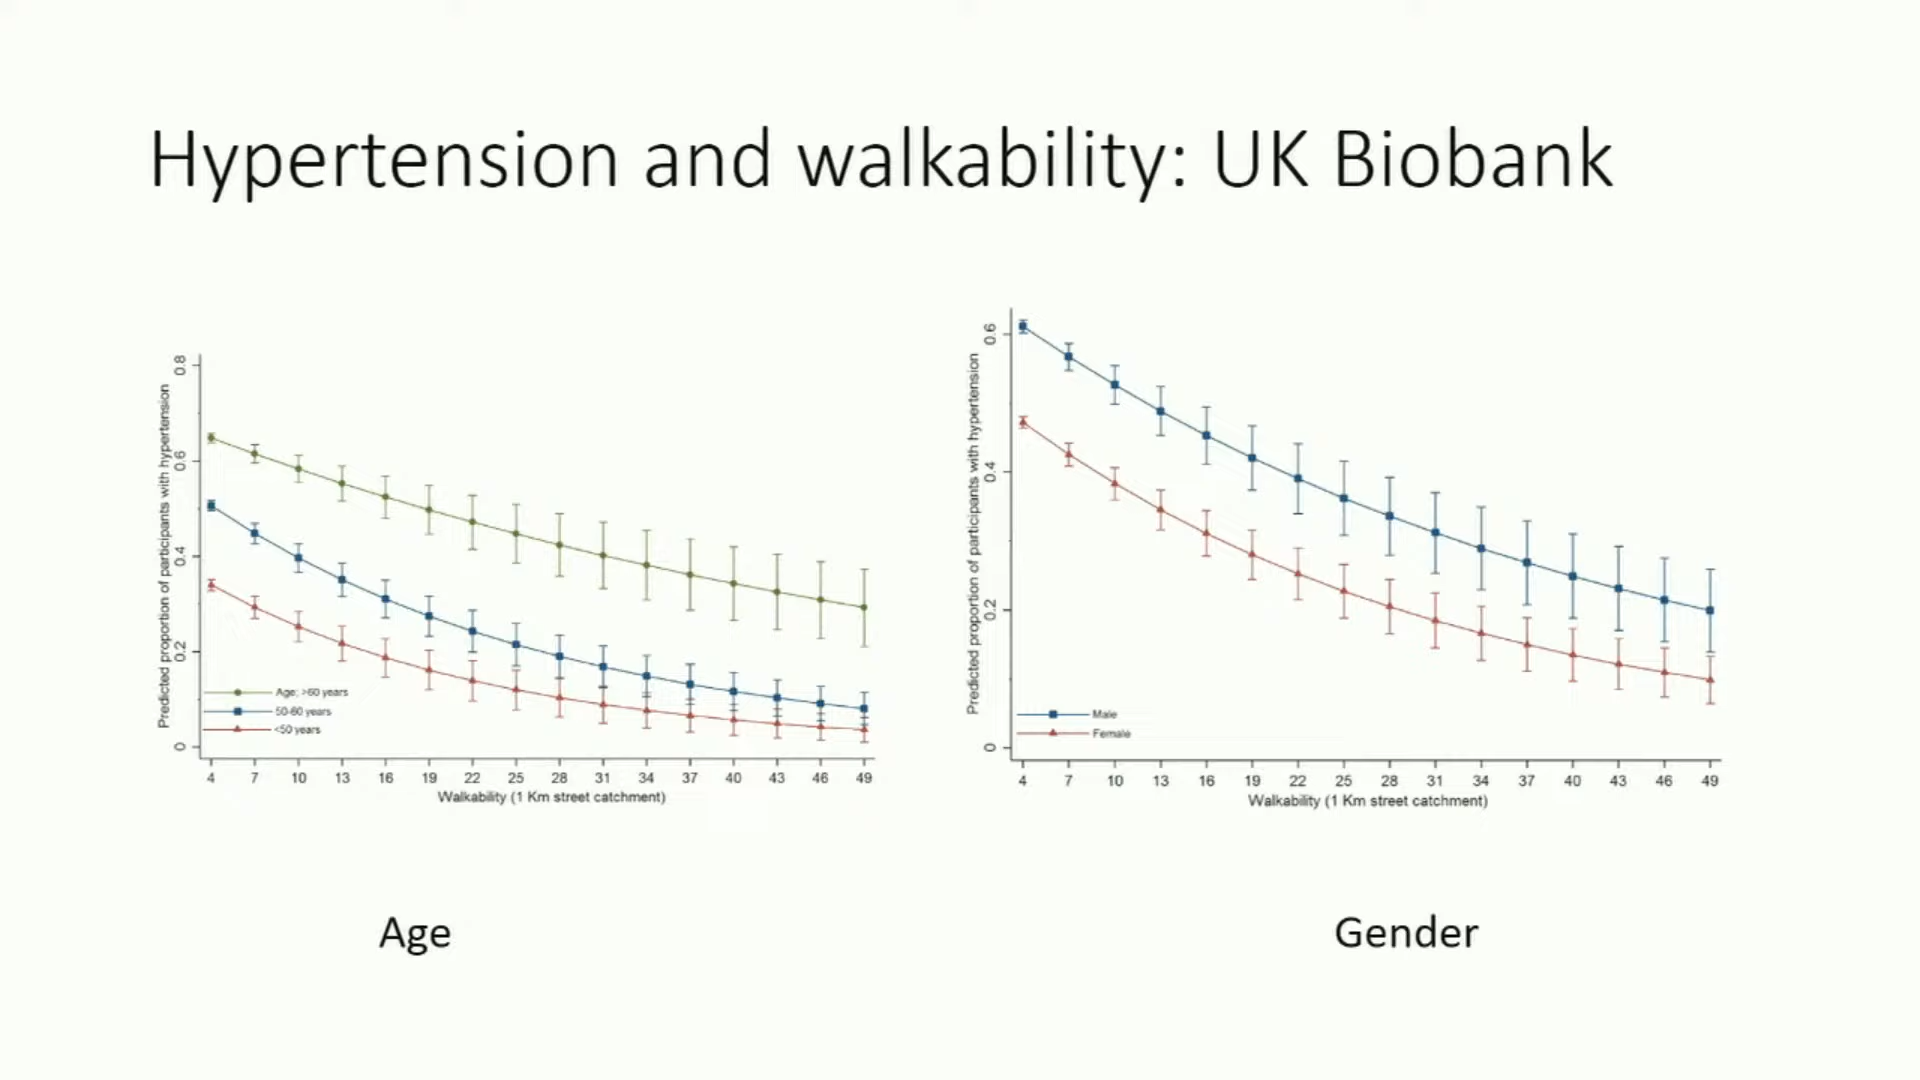 Hypertension and walkability: UK Biobank
Predicted proportion of participants with hypertension
0.8
0.6
0.4
0.2
0
Age; >60 years
50-60 years
<50 years
4 7 10 13 16 19 22 25 28 31 34 37 40 43 46 49
Walkability (1 Km street catchment)
Predicted proportion of participants with hypertension
0.6
0.4
0.2
0
Male
Female
4 7 10 13 16 19 22 25 28 31 34 37 40 43 46 49
Walkability (1 Km street catchment)
Age
Gender